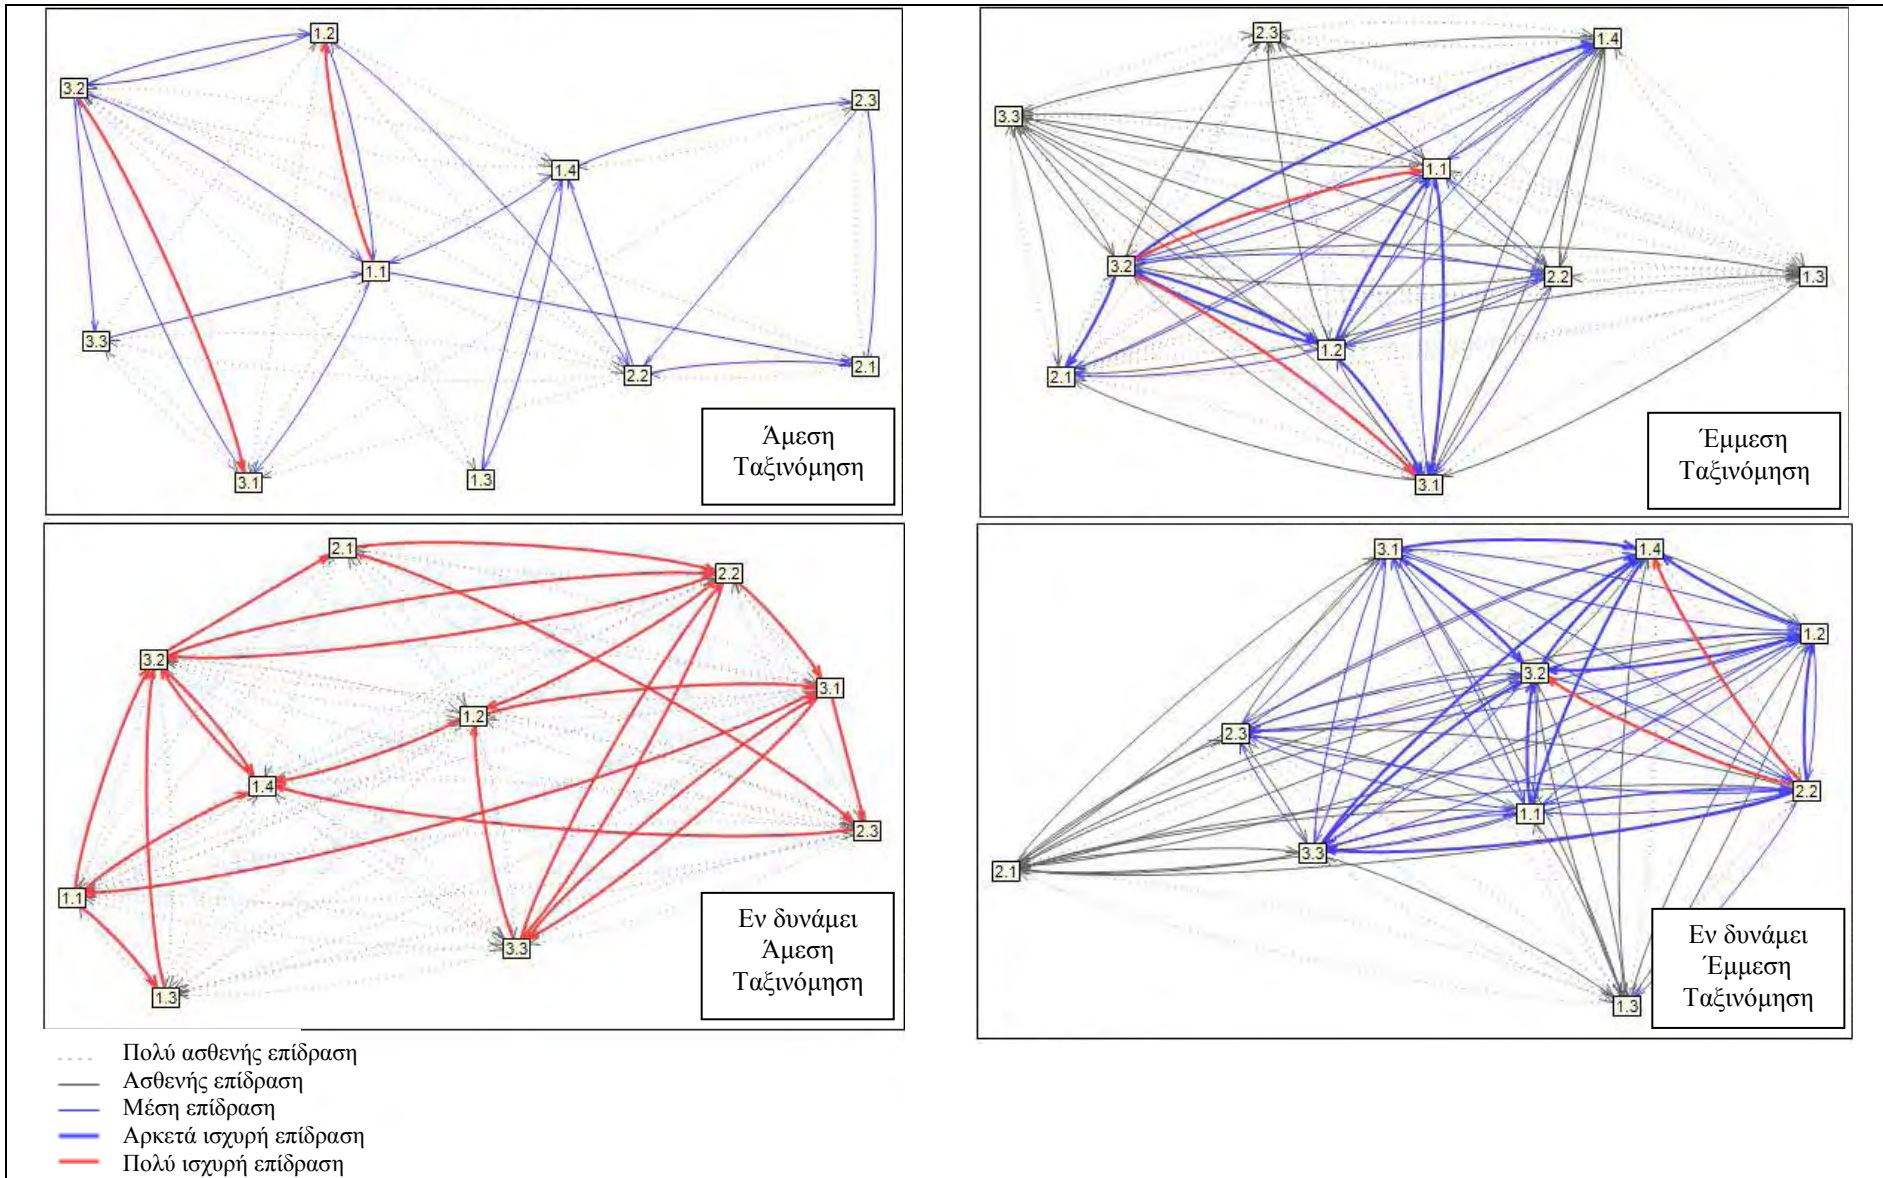 1.2
3.2
2.3
1.4
1.1
3.3
2.2
2.1
3.1
1.3
Άμεση
Ταξινόμηση
2.3
1.4
3.3
1.1
3.2
2.2
1.3
1.2
2.1
3.1
Έμμεση
Ταξινόμηση
2.1
2.2
3.2
3.1
1.2
1.4
2.3
1.1
3.3
1.3
Εν δυνάμει
Άμεση
Ταξινόμηση
3.1
1.4
1.2
3.2
2.3
2.2
1.1
3.3
2.1
1.3
Εν δυνάμει
Έμμεση
Ταξινόμηση
Πολύ ασθενής επίδραση
Ασθενής επίδραση
Μέση επίδραση
Αρκετά ισχυρή επίδραση
Πολύ ισχυρή επίδραση